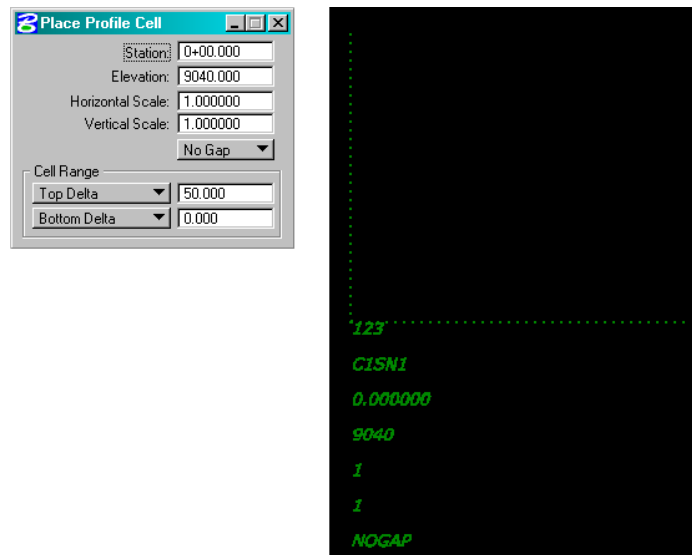 Place Profile Cell
Station: 0+00.000
Elevation: 9040.000
Horizontal Scale: 1.000000
Vertical Scale: 1.000000
No Gap
Cell Range
Top Delta 50.000
Bottom Delta 0.000
123
C1SN1
0.000000
9040
1
1
NOGAP